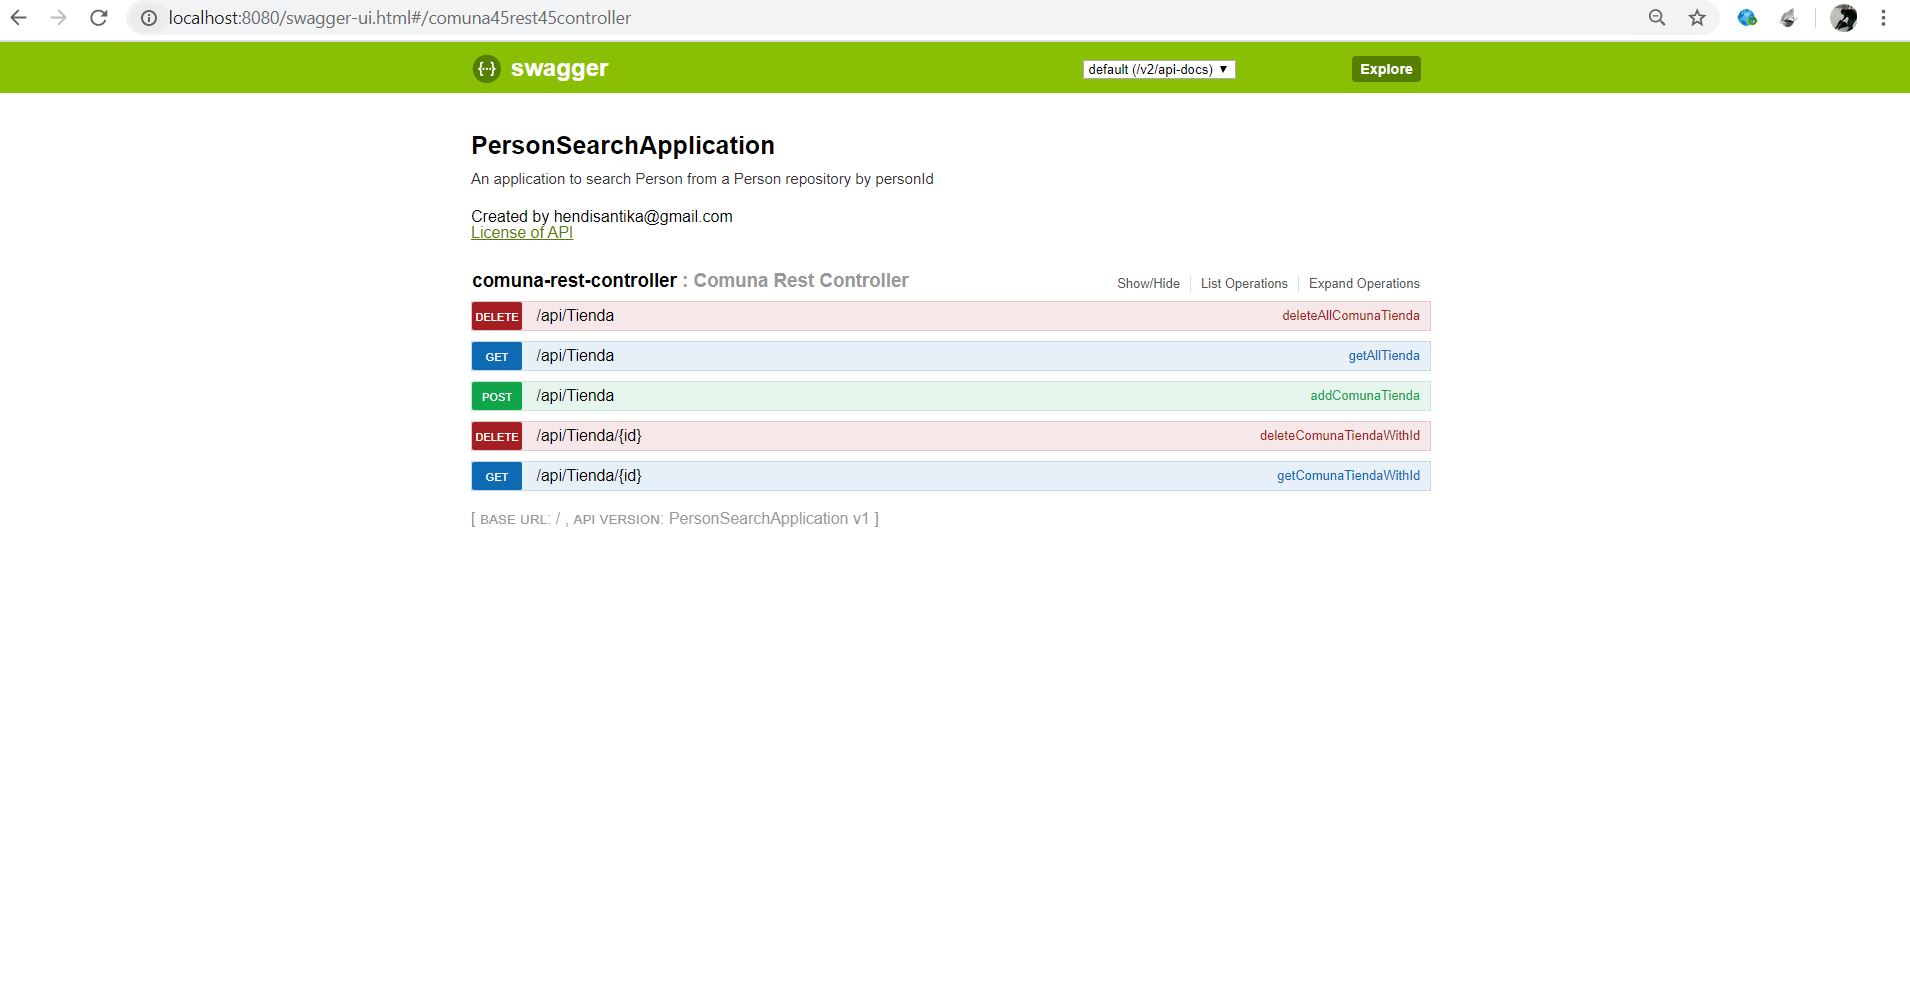 localhost:8080/swagger-ui.html#/comuna45rest45controller
{···} swagger default (/v2/api-docs) ▼ Explore
PersonSearchApplication
An application to search Person from a Person repository by personId
Created by hendisantika@gmail.com
License of API
comuna-rest-controller : Comuna Rest Controller Show/Hide List Operations Expand Operations
DELETE /api/Tienda deleteAllComunaTienda
GET /api/Tienda getAllTienda
POST /api/Tienda addComunaTienda
DELETE /api/Tienda/{id} deleteComunaTiendaWithId
GET /api/Tienda/{id} getComunaTiendaWithId
[ BASE URL: / , API VERSION: PersonSearchApplication v1 ]